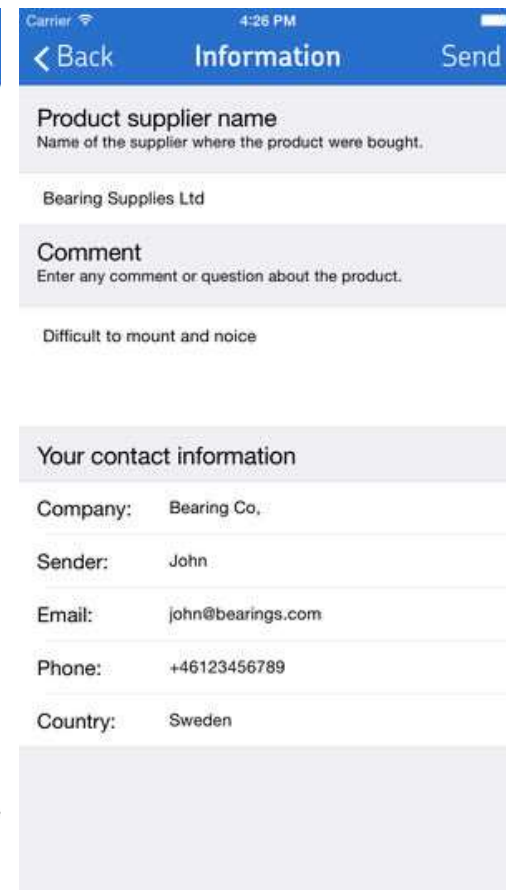 Carrier 4:26 PM
Back Information Send
Product supplier name
Name of the supplier where the product were bought.
Bearing Supplies Ltd
Comment
Enter any comment or question about the product.
Difficult to mount and noice
Your contact information
Company: Bearing Co,
Sender: John
Email: john@bearings.com
Phone: +46123456789
Country: Sweden